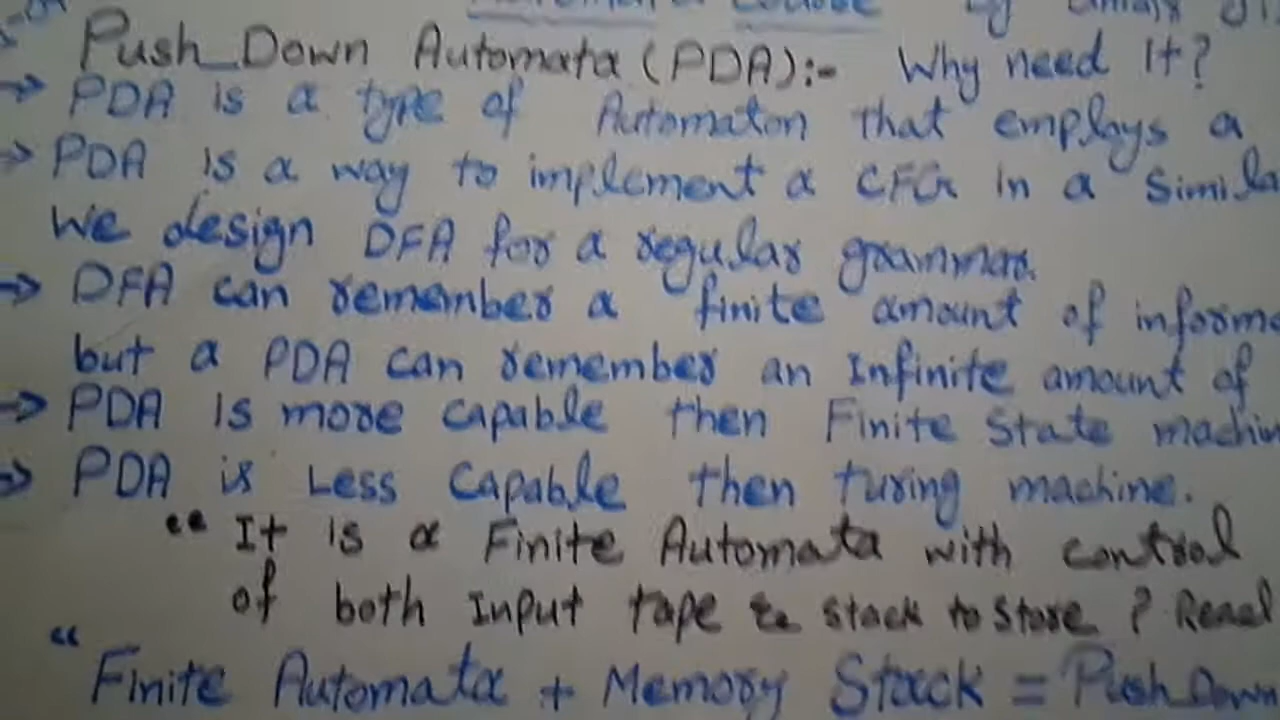 Course By
Push_Down Automata (PDA):- Why need It?
→ PDA is a type of Automaton that employs a
→ PDA is a way to implement a CFG in a Simila
We design DFA for a regular grammar.
→ DFA can remember a finite amount of informa
but a PDA can remember an Infinite amount of
→ PDA is more capable then Finite State machin
→ PDA is Less Capable then turing machine.
“ It is a Finite Automata with control
of both Input tape & stack to store ? Read
“ Finite Automata + Memory Stack = Push_Down